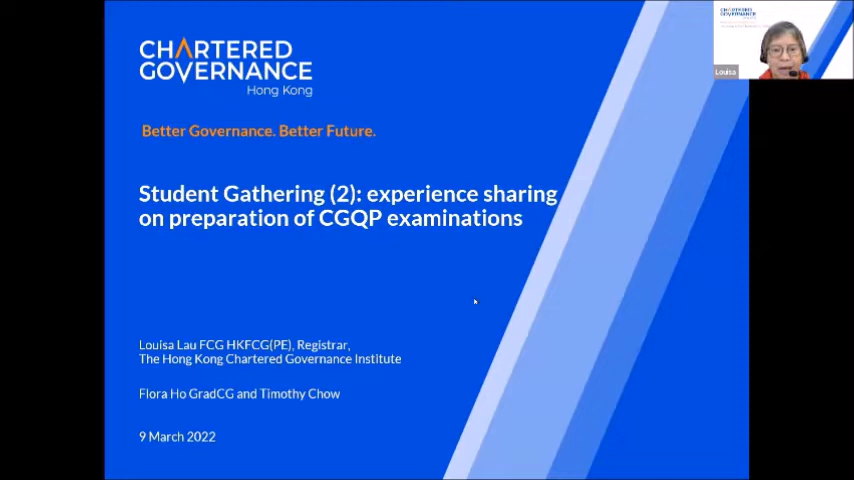 CHARTERED
GOVERNANCE
Hong Kong
Better Governance. Better Future.
Student Gathering (2): experience sharing
on preparation of CGQP examinations
Louisa Lau FCG HKFCG(PE), Registrar,
The Hong Kong Chartered Governance Institute
Flora Ho GradCG and Timothy Chow
9 March 2022
CHARTERED
GOVERNANCE
Louisa